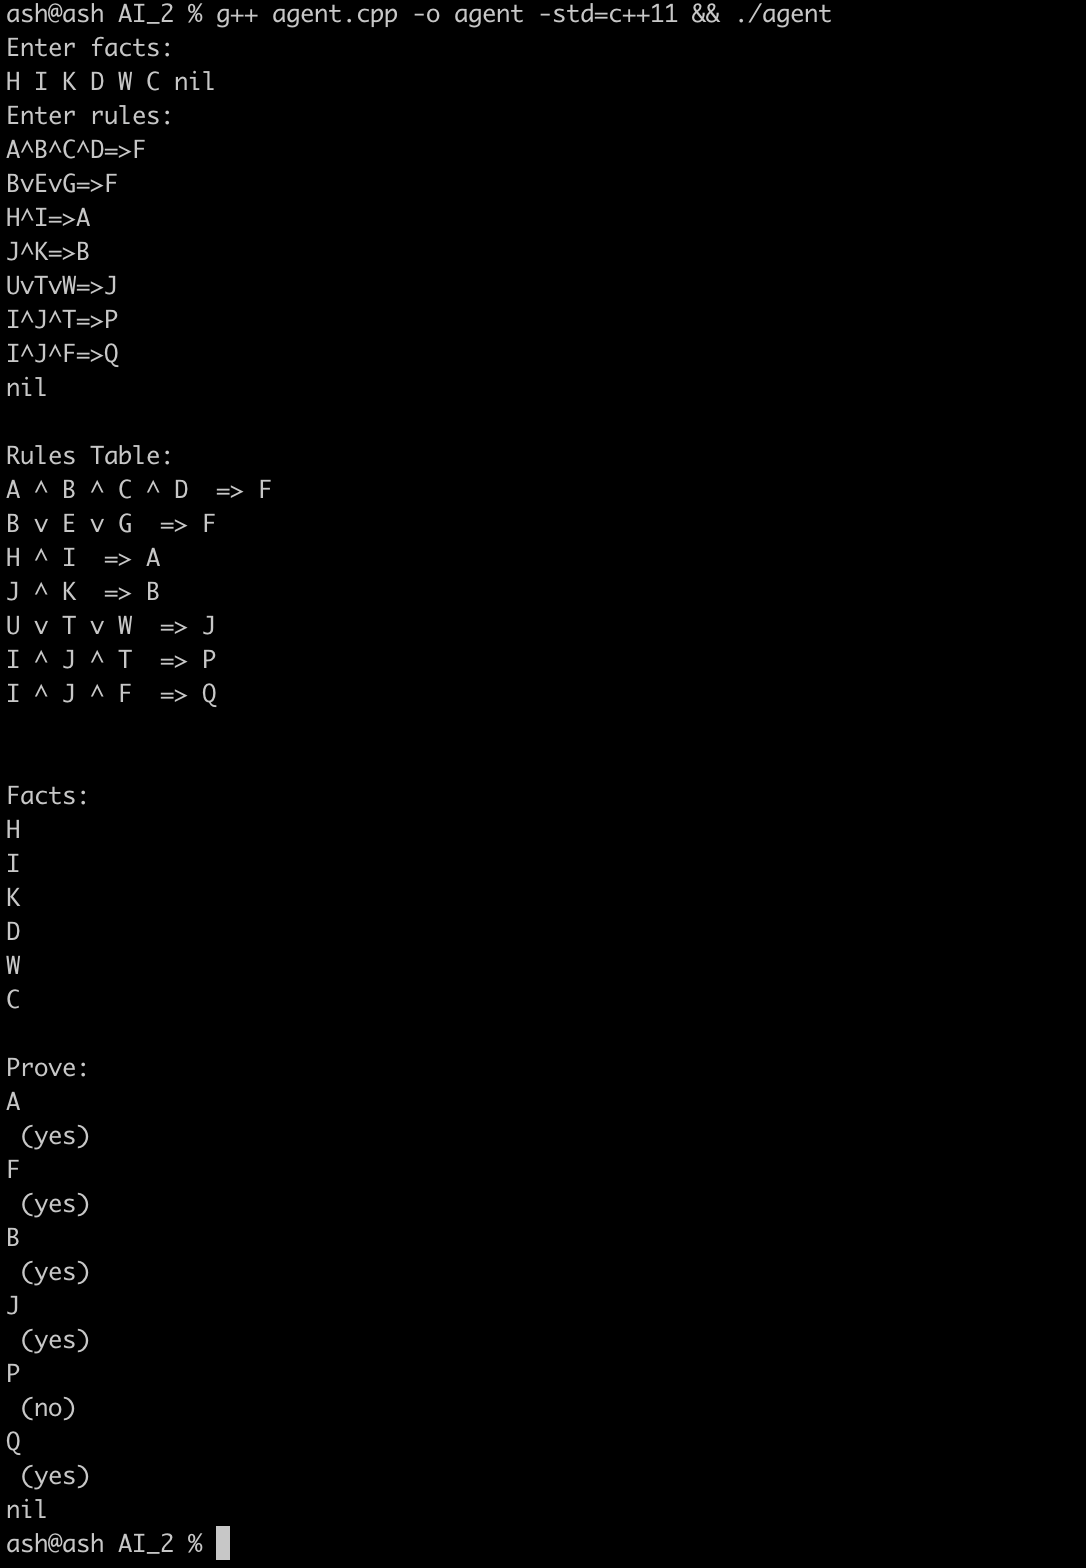 ash@ash AI_2 % g++ agent.cpp -o agent -std=c++11 && ./agent
Enter facts:
H I K D W C nil
Enter rules:
A^B^C^D=>F
BvEvG=>F
H^I=>A
J^K=>B
UvTvW=>J
I^J^T=>P
I^J^F=>Q
nil
Rules Table:
A ^ B ^ C ^ D  => F
B v E v G  => F
H ^ I  => A
J ^ K  => B
U v T v W  => J
I ^ J ^ T  => P
I ^ J ^ F  => Q
Facts:
H
I
K
D
W
C
Prove:
A
(yes)
F
(yes)
B
(yes)
J
(yes)
P
(no)
Q
(yes)
nil
ash@ash AI_2 %